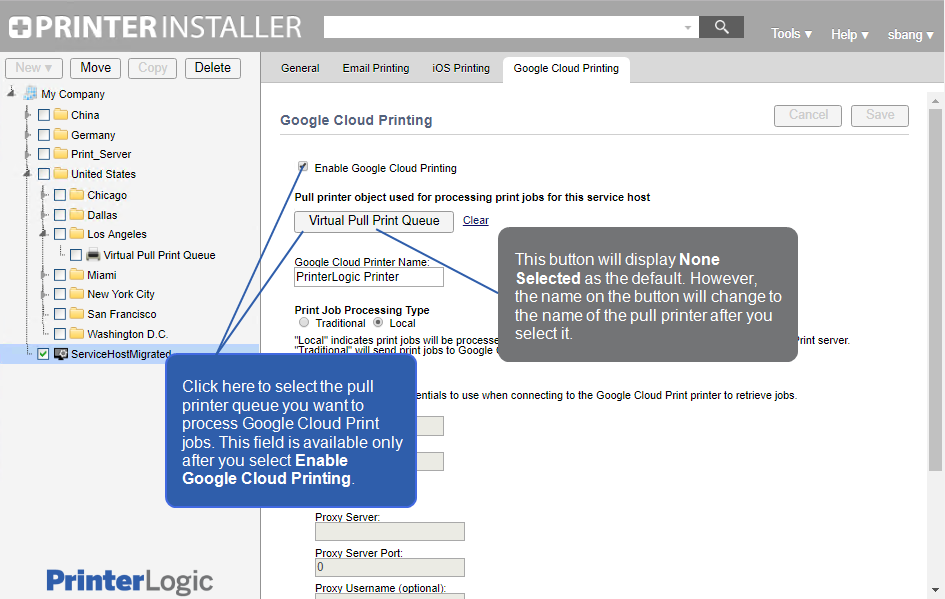 PRINTER INSTALLER
Tools ▾
Help ▾
sbang ▾
New ▾
Move
Copy
Delete
General
Email Printing
iOS Printing
Google Cloud Printing
My Company
China
Germany
Print_Server
United States
Chicago
Dallas
Los Angeles
Virtual Pull Print Queue
Miami
New York City
San Francisco
Washington D.C.
ServiceHostMigrated
Google Cloud Printing
Cancel
Save
Enable Google Cloud Printing
Pull printer object used for processing print jobs for this service host
Virtual Pull Print Queue
Clear
Google Cloud Printer Name:
PrinterLogic Printer
Print Job Processing Type
Traditional
Local
"Local" indicates print jobs will be processe
rint server.
"Traditional" will send print jobs to Google
This button will display None
Selected as the default. However,
the name on the button will change to
the name of the pull printer after you
select it.
entials to use when connecting to the Google Cloud Print printer to retrieve jobs.
Click here to select the pull
printer queue you want to
process Google Cloud Print
jobs. This field is available only
after you select Enable
Google Cloud Printing.
Proxy Server:
Proxy Server Port:
0
Proxy Username (optional):
PrinterLogic